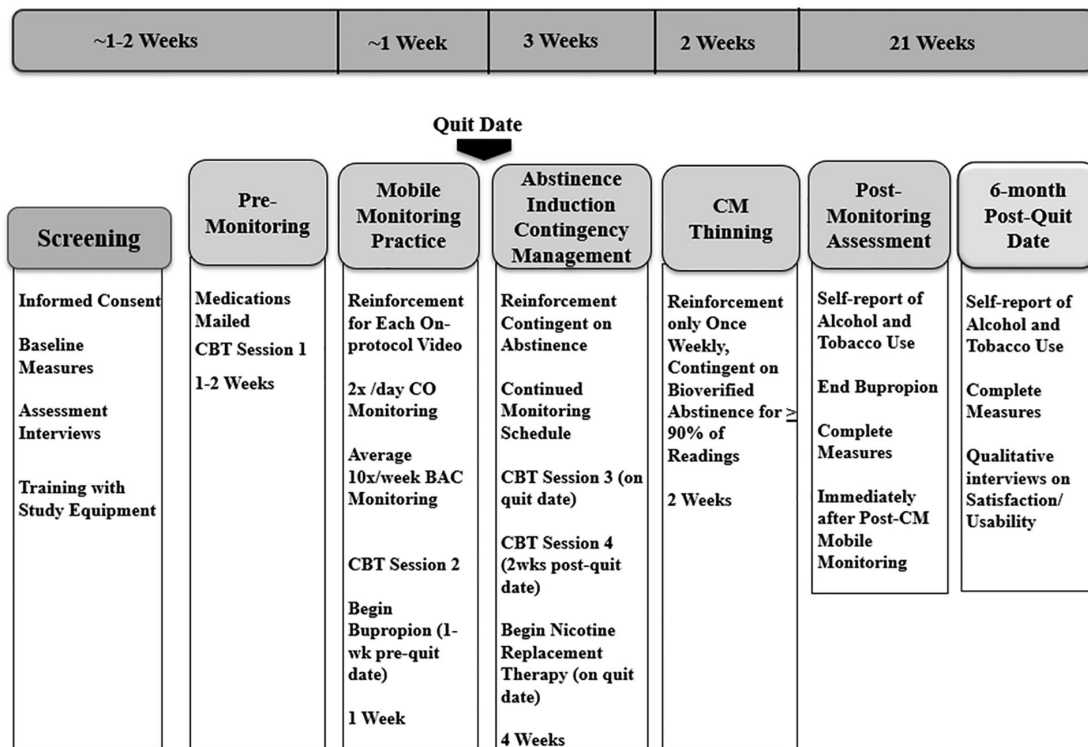 ~1-2 Weeks
~1 Week
3 Weeks
2 Weeks
21 Weeks
Quit Date
Screening
Informed Consent
Baseline
Measures
Assessment
Interviews
Training with
Study Equipment
Pre-
Monitoring
Medications
Mailed
CBT Session 1
1-2 Weeks
Mobile
Monitoring
Practice
Reinforcement
for Each On-
protocol Video
2x /day CO
Monitoring
Average
10x/week BAC
Monitoring
CBT Session 2
Begin
Bupropion (1-
wk pre-quit
date)
1 Week
Abstinence
Induction
Contingency
Management
Reinforcement
Contingent on
Abstinence
Continued
Monitoring
Schedule
CBT Session 3 (on
quit date)
CBT Session 4
(2wks post-quit
date)
Begin Nicotine
Replacement
Therapy (on quit
date)
4 Weeks
CM
Thinning
Reinforcement
only Once
Weekly,
Contingent on
Bioverified
Abstinence for ≥
90% of
Readings
2 Weeks
Post-
Monitoring
Assessment
Self-report of
Alcohol and
Tobacco Use
End Bupropion
Complete
Measures
Immediately
after Post-CM
Mobile
Monitoring
6-month
Post-Quit
Date
Self-report of
Alcohol and
Tobacco Use
Complete
Measures
Qualitative
interviews on
Satisfaction/
Usability